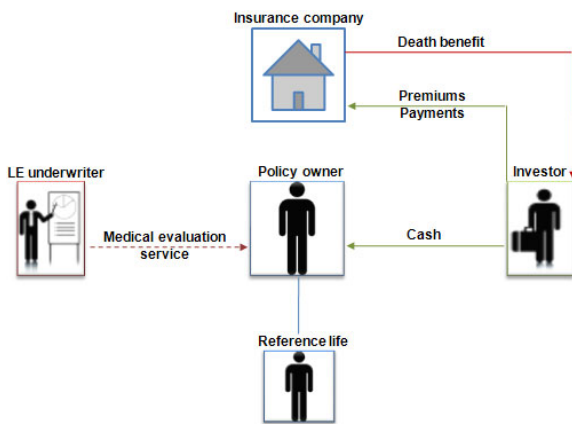 Insurance company
Death benefit
Premiums
Payments
LE underwriter
Policy owner
Investor
Medical evaluation
service
Cash
Reference life